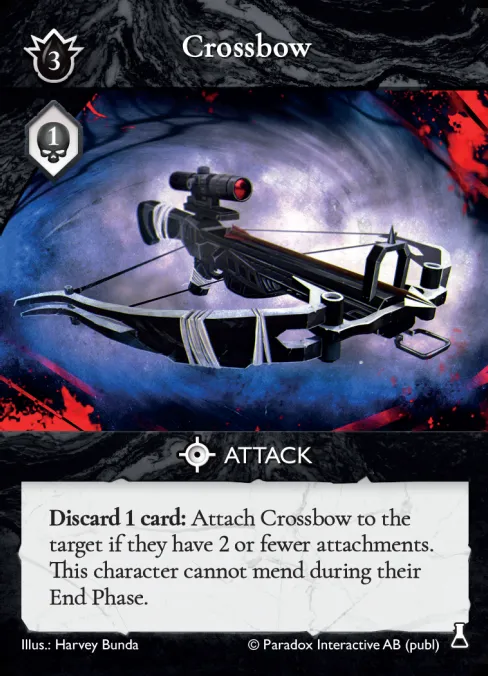 3
Crossbow
1
ATTACK
Discard 1 card: Attach Crossbow to the
target if they have 2 or fewer attachments.
This character cannot mend during their
End Phase.
Illus.: Harvey Bunda
© Paradox Interactive AB (publ)